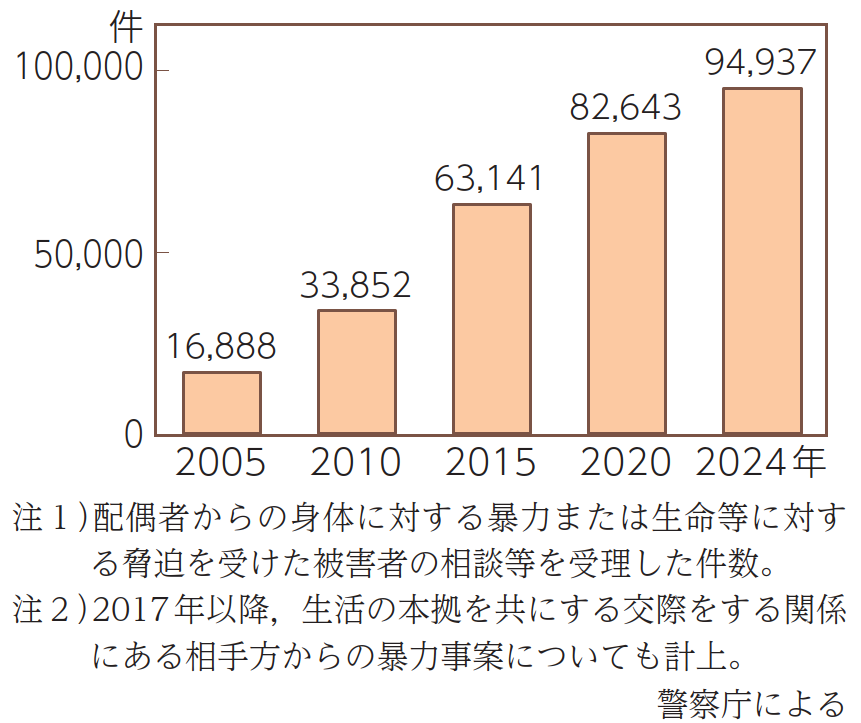 件
100,000
50,000
0
16,888
33,852
63,141
82,643
94,937
2005 2010 2015 2020 2024年
注1)配偶者からの身体に対する暴力または生命等に対す
る脅迫を受けた被害者の相談等を受理した件数。
注2)2017年以降，生活の本拠を共にする交際をする関係
にある相手方からの暴力事案についても計上。
警察庁による